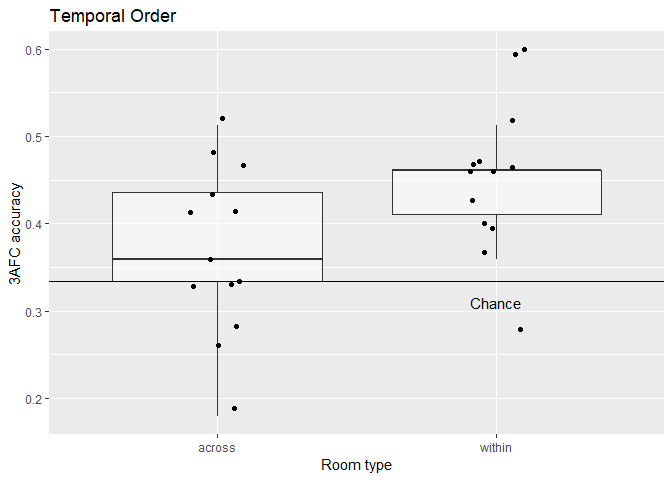 Temporal Order
0.6
0.5
0.4
0.3
0.2
3AFC accuracy
Chance
across
within
Room type